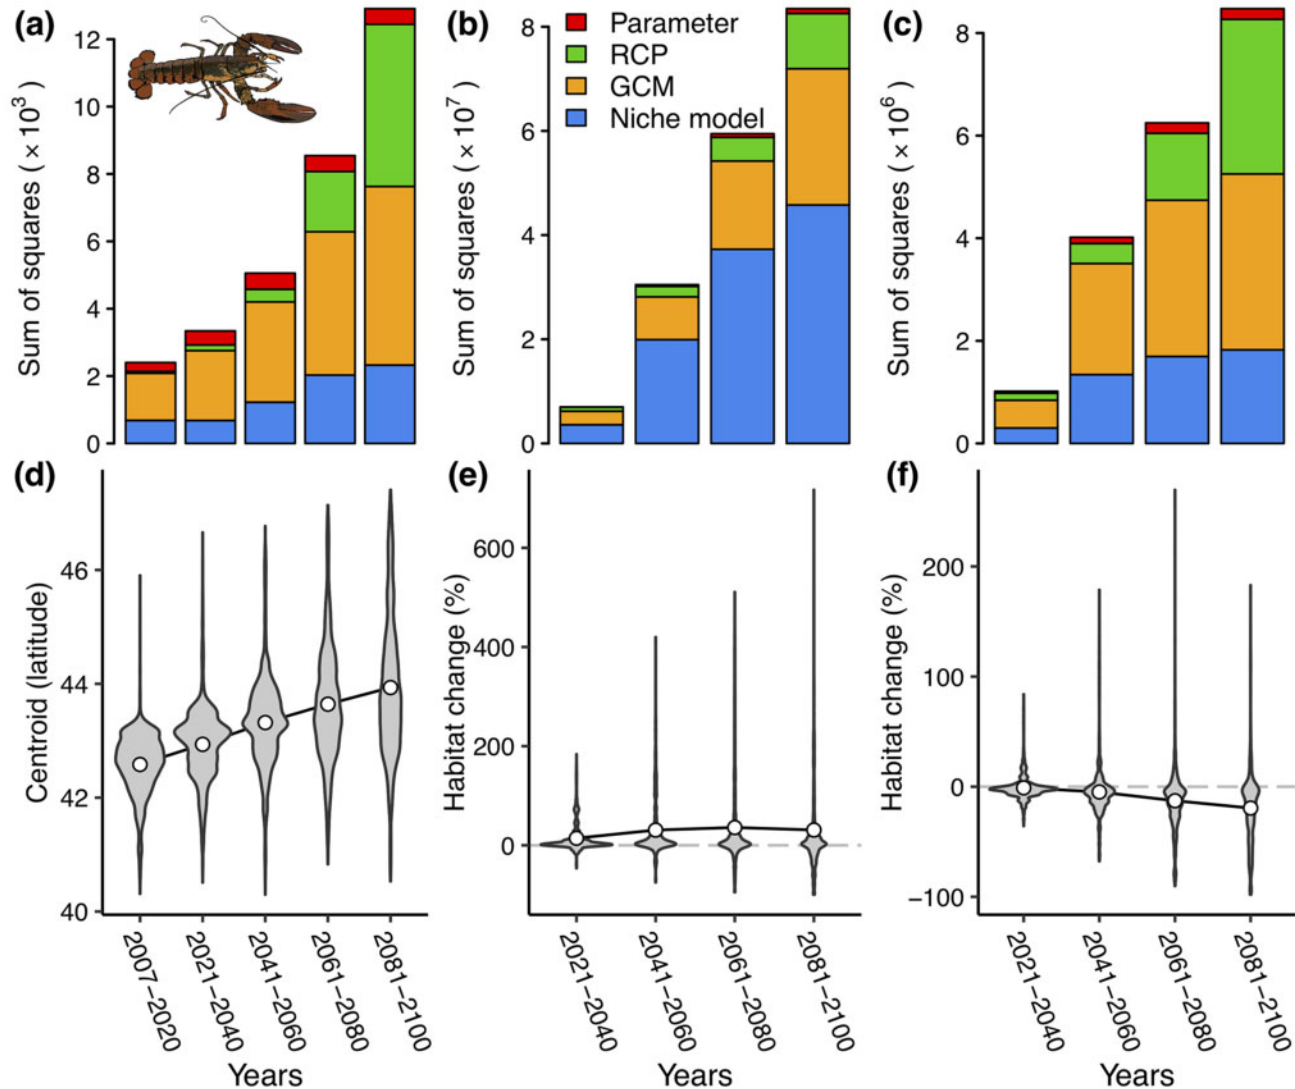 (a)
Sum of squares ( × 10³ )
12
10
8
6
4
2
0
(b)
Sum of squares ( × 10⁷ )
8
6
4
2
0
Parameter
RCP
GCM
Niche model
(c)
Sum of squares ( × 10⁶ )
8
6
4
2
0
(d)
Centroid (latitude)
46
44
42
40
2007−2020
2021−2040
2041−2060
2061−2080
2081−2100
Years
(e)
Habitat change (%)
600
400
200
0
2021−2040
2041−2060
2061−2080
2081−2100
Years
(f)
Habitat change (%)
200
100
0
−100
2021−2040
2041−2060
2061−2080
2081−2100
Years